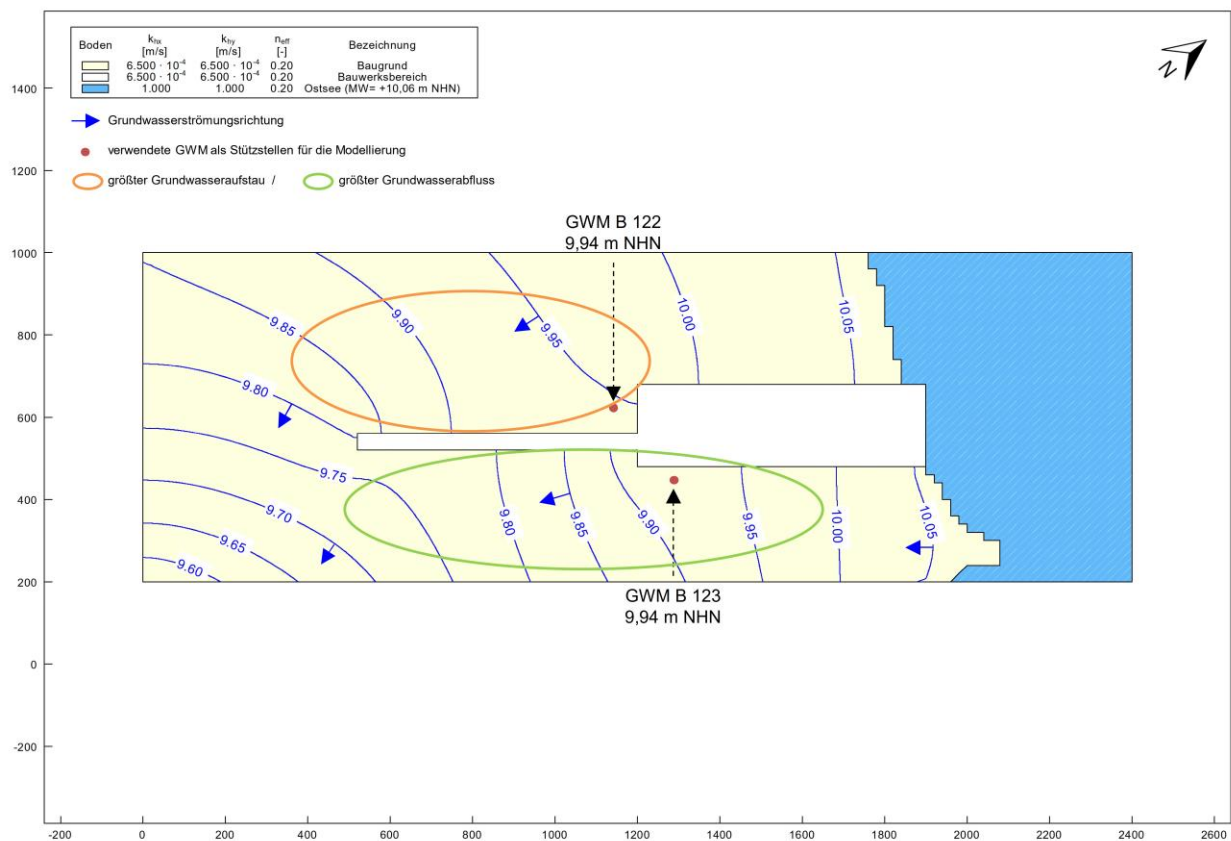 Boden khx [m/s] khy [m/s] neff [-] Bezeichnung
6.500 · 10-4 6.500 · 10-4 0.20 Baugrund
6.500 · 10-4 6.500 · 10-4 0.20 Bauwerksbereich
1.000 1.000 0.20 Ostsee (MW= +10,06 m NHN)
N
Grundwasserströmungsrichtung
verwendete GWM als Stützstellen für die Modellierung
größter Grundwasseraufstau / größter Grundwasserabfluss
GWM B 122
9,94 m NHN
9.85
9.90
9.95
10.00
10.05
9.80
9.75
9.70
9.65
9.60
9.80
9.85
9.90
9.95
10.00
10.05
GWM B 123
9,94 m NHN
1400
1200
1000
800
600
400
200
0
-200
-200 0 200 400 600 800 1000 1200 1400 1600 1800 2000 2200 2400 2600